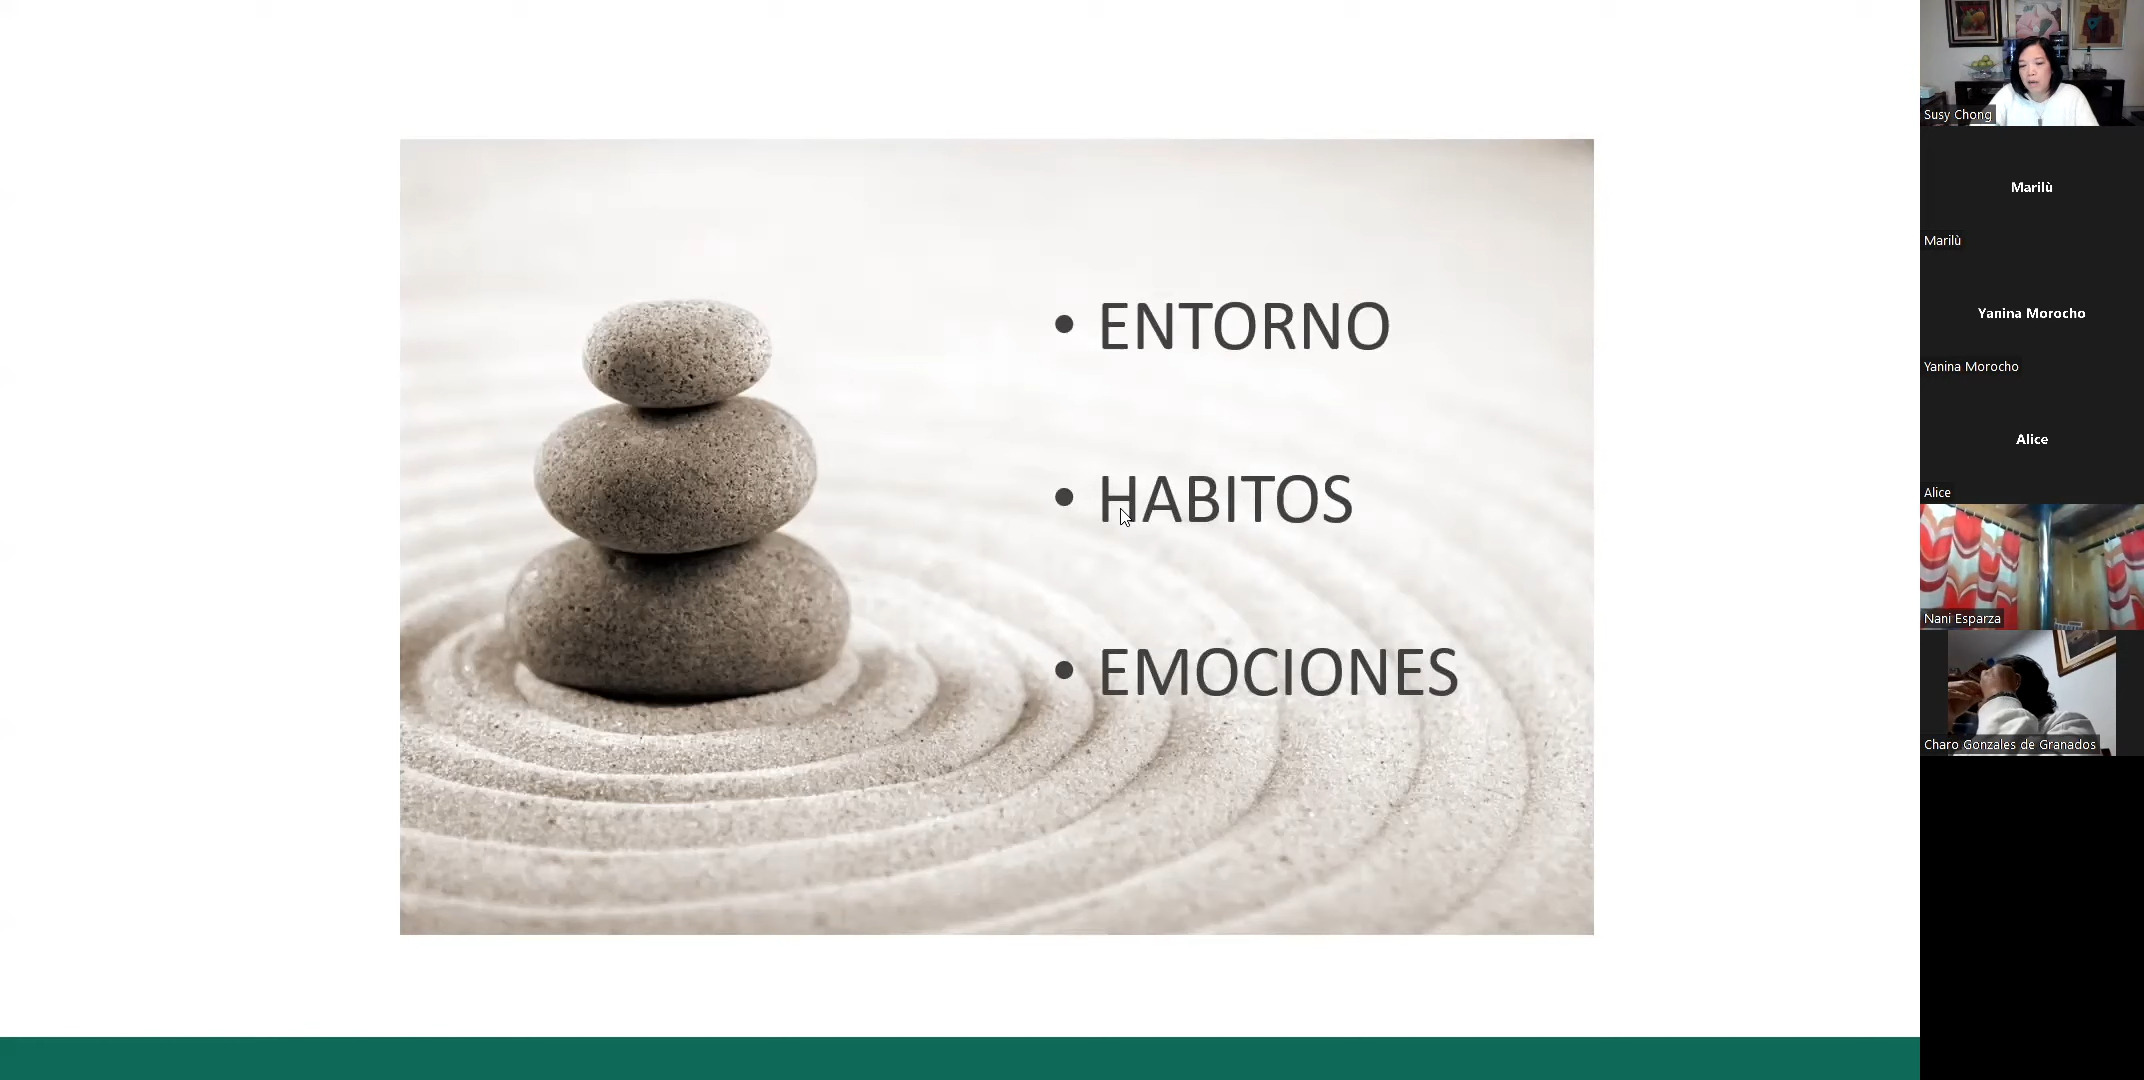 • ENTORNO
• HABITOS
• EMOCIONES
Susy Chong
Marilù
Marilù
Yanina Morocho
Yanina Morocho
Alice
Alice
Nani Esparza
Charo Gonzales de Granados